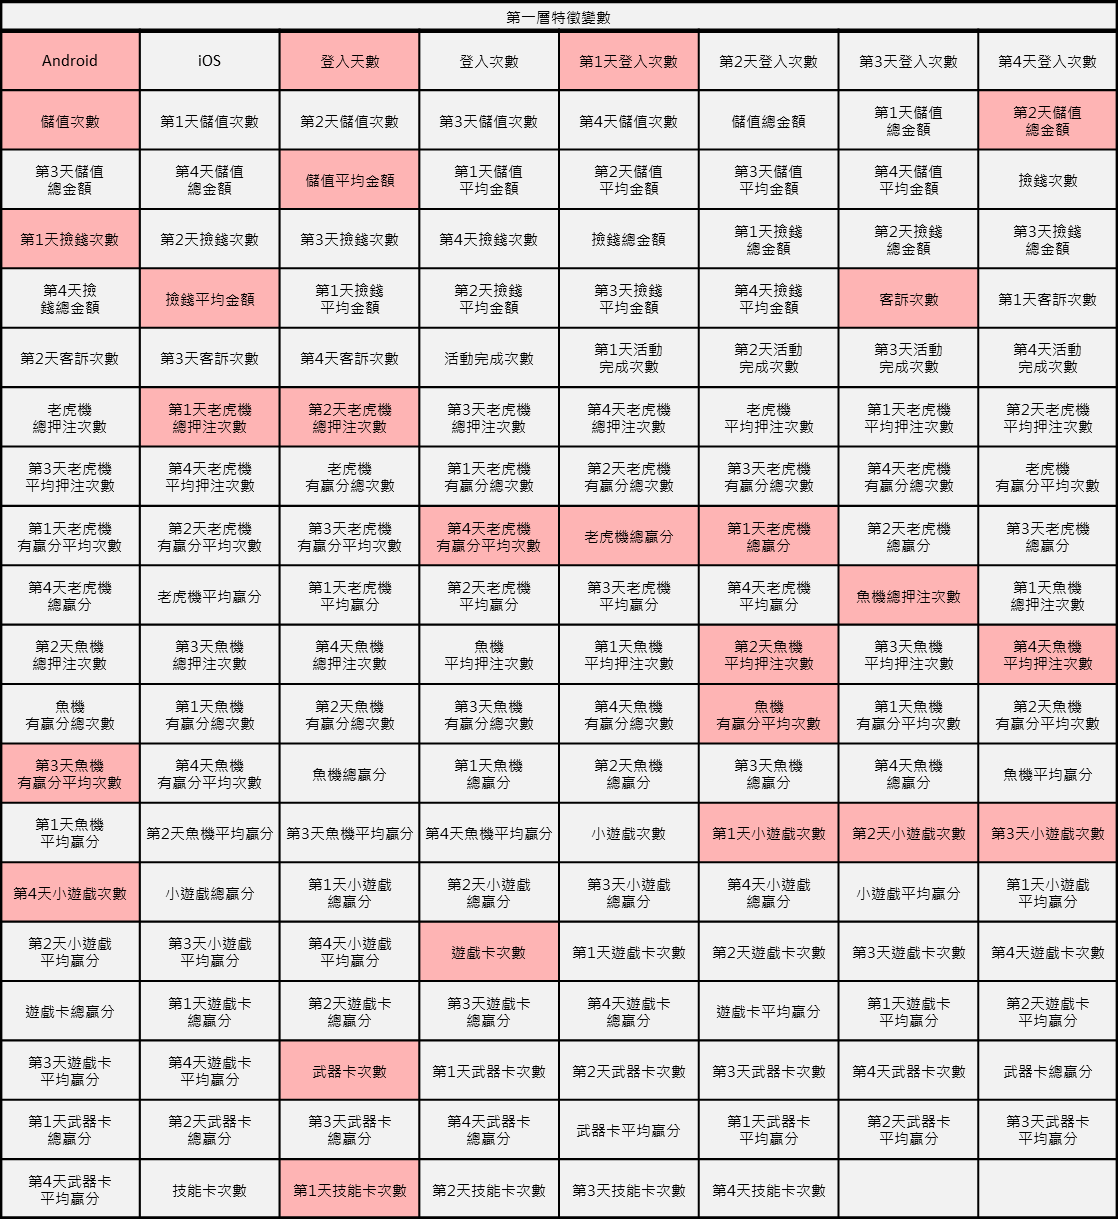 第一層特徵變數
Android
iOS
登入天數
登入次數
第1天登入次數
第2天登入次數
第3天登入次數
第4天登入次數
儲值次數
第1天儲值次數
第2天儲值次數
第3天儲值次數
第4天儲值次數
儲值總金額
第1天儲值
總金額
第2天儲值
總金額
第3天儲值
總金額
第4天儲值
總金額
儲值平均金額
第1天儲值
平均金額
第2天儲值
平均金額
第3天儲值
平均金額
第4天儲值
平均金額
撿錢次數
第1天撿錢次數
第2天撿錢次數
第3天撿錢次數
第4天撿錢次數
撿錢總金額
第1天撿錢
總金額
第2天撿錢
總金額
第3天撿錢
總金額
第4天撿
錢總金額
撿錢平均金額
第1天撿錢
平均金額
第2天撿錢
平均金額
第3天撿錢
平均金額
第4天撿錢
平均金額
客訴次數
第1天客訴次數
第2天客訴次數
第3天客訴次數
第4天客訴次數
活動完成次數
第1天活動
完成次數
第2天活動
完成次數
第3天活動
完成次數
第4天活動
完成次數
老虎機
總押注次數
第1天老虎機
總押注次數
第2天老虎機
總押注次數
第3天老虎機
總押注次數
第4天老虎機
總押注次數
老虎機
平均押注次數
第1天老虎機
平均押注次數
第2天老虎機
平均押注次數
第3天老虎機
平均押注次數
第4天老虎機
平均押注次數
老虎機
有贏分總次數
第1天老虎機
有贏分總次數
第2天老虎機
有贏分總次數
第3天老虎機
有贏分總次數
第4天老虎機
有贏分總次數
老虎機
有贏分平均次數
第1天老虎機
有贏分平均次數
第2天老虎機
有贏分平均次數
第3天老虎機
有贏分平均次數
第4天老虎機
有贏分平均次數
老虎機總贏分
第1天老虎機
總贏分
第2天老虎機
總贏分
第3天老虎機
總贏分
第4天老虎機
總贏分
老虎機平均贏分
第1天老虎機
平均贏分
第2天老虎機
平均贏分
第3天老虎機
平均贏分
第4天老虎機
平均贏分
魚機總押注次數
第1天魚機
總押注次數
第2天魚機
總押注次數
第3天魚機
總押注次數
第4天魚機
總押注次數
魚機
平均押注次數
第1天魚機
平均押注次數
第2天魚機
平均押注次數
第3天魚機
平均押注次數
第4天魚機
平均押注次數
魚機
有贏分總次數
第1天魚機
有贏分總次數
第2天魚機
有贏分總次數
第3天魚機
有贏分總次數
第4天魚機
有贏分總次數
魚機
有贏分平均次數
第1天魚機
有贏分平均次數
第2天魚機
有贏分平均次數
第3天魚機
有贏分平均次數
第4天魚機
有贏分平均次數
魚機總贏分
第1天魚機
總贏分
第2天魚機
總贏分
第3天魚機
總贏分
第4天魚機
總贏分
魚機平均贏分
第1天魚機
平均贏分
第2天魚機平均贏分
第3天魚機平均贏分
第4天魚機平均贏分
小遊戲次數
第1天小遊戲次數
第2天小遊戲次數
第3天小遊戲次數
第4天小遊戲次數
小遊戲總贏分
第1天小遊戲
總贏分
第2天小遊戲
總贏分
第3天小遊戲
總贏分
第4天小遊戲
總贏分
小遊戲平均贏分
第1天小遊戲
平均贏分
第2天小遊戲
平均贏分
第3天小遊戲
平均贏分
第4天小遊戲
平均贏分
遊戲卡次數
第1天遊戲卡次數
第2天遊戲卡次數
第3天遊戲卡次數
第4天遊戲卡次數
遊戲卡總贏分
第1天遊戲卡
總贏分
第2天遊戲卡
總贏分
第3天遊戲卡
總贏分
第4天遊戲卡
總贏分
遊戲卡平均贏分
第1天遊戲卡
平均贏分
第2天遊戲卡
平均贏分
第3天遊戲卡
平均贏分
第4天遊戲卡
平均贏分
武器卡次數
第1天武器卡次數
第2天武器卡次數
第3天武器卡次數
第4天武器卡次數
武器卡總贏分
第1天武器卡
總贏分
第2天武器卡
總贏分
第3天武器卡
總贏分
第4天武器卡
總贏分
武器卡平均贏分
第1天武器卡
平均贏分
第2天武器卡
平均贏分
第3天武器卡
平均贏分
第4天武器卡
平均贏分
技能卡次數
第1天技能卡次數
第2天技能卡次數
第3天技能卡次數
第4天技能卡次數